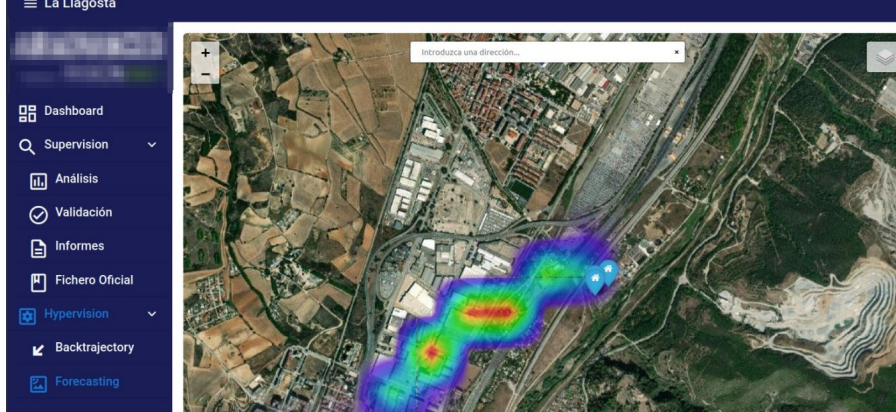 La Llagosta
Introduzca una dirección...
×
+
−
Dashboard
Supervision
Análisis
Validación
Informes
Fichero Oficial
Hypervision
Backtrajectory
Forecasting